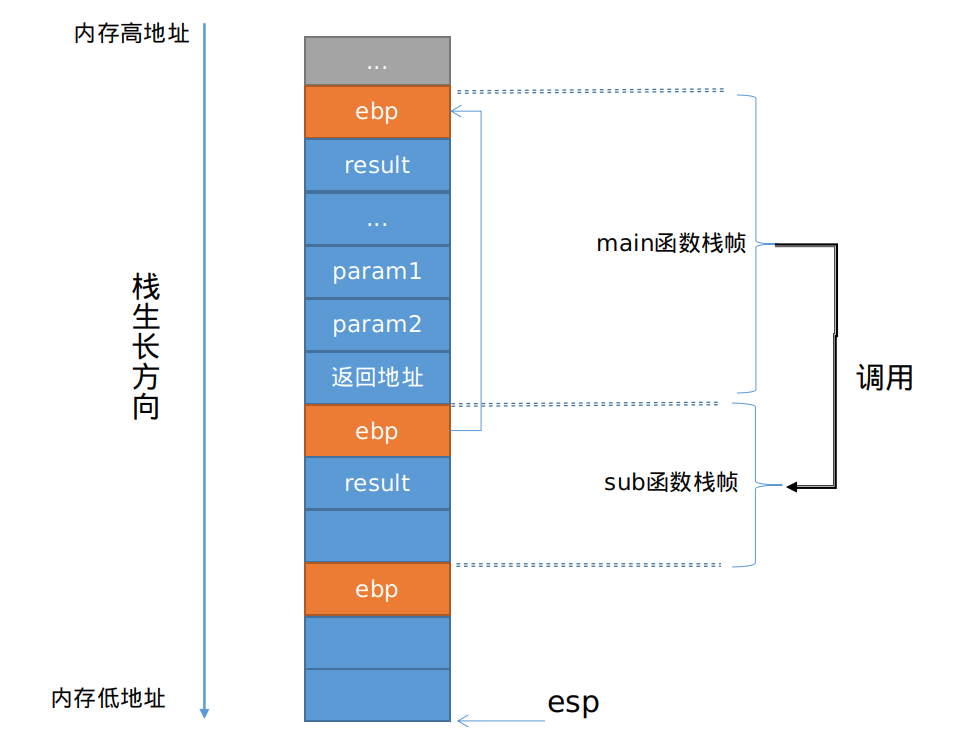 内存高地址
...
ebp
result
...
param1
param2
返回地址
ebp
result
ebp
栈生长方向
main函数栈帧
调用
sub函数栈帧
内存低地址
esp